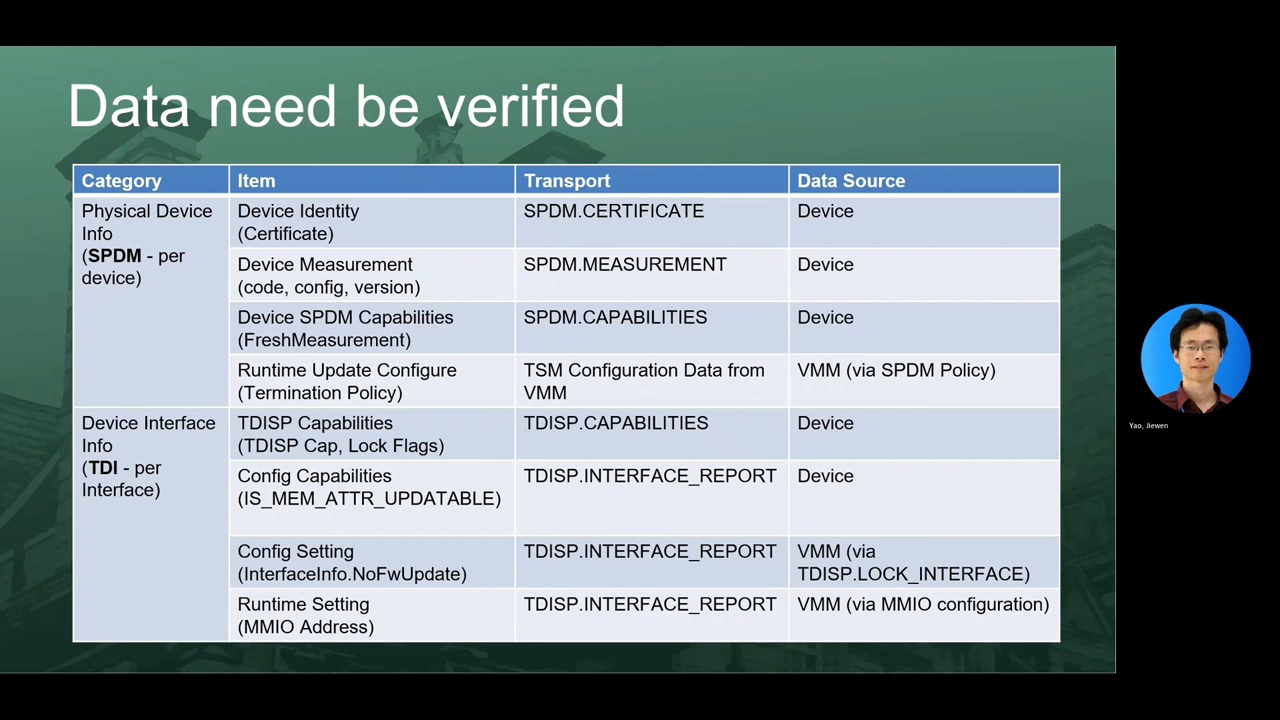 Data need be verified
Category Item Transport Data Source
Physical Device
Info
(SPDM - per
device)
Device Identity
(Certificate)
SPDM.CERTIFICATE
Device
Device Measurement
(code, config, version)
SPDM.MEASUREMENT
Device
Device SPDM Capabilities
(FreshMeasurement)
SPDM.CAPABILITIES
Device
Runtime Update Configure
(Termination Policy)
TSM Configuration Data from
VMM
VMM (via SPDM Policy)
Device Interface
Info
(TDI - per
Interface)
TDISP Capabilities
(TDISP Cap, Lock Flags)
TDISP.CAPABILITIES
Device
Config Capabilities
(IS_MEM_ATTR_UPDATABLE)
TDISP.INTERFACE_REPORT
Device
Config Setting
(InterfaceInfo.NoFwUpdate)
TDISP.INTERFACE_REPORT
VMM (via
TDISP.LOCK_INTERFACE)
Runtime Setting
(MMIO Address)
TDISP.INTERFACE_REPORT
VMM (via MMIO configuration)
Yao, Jiewen